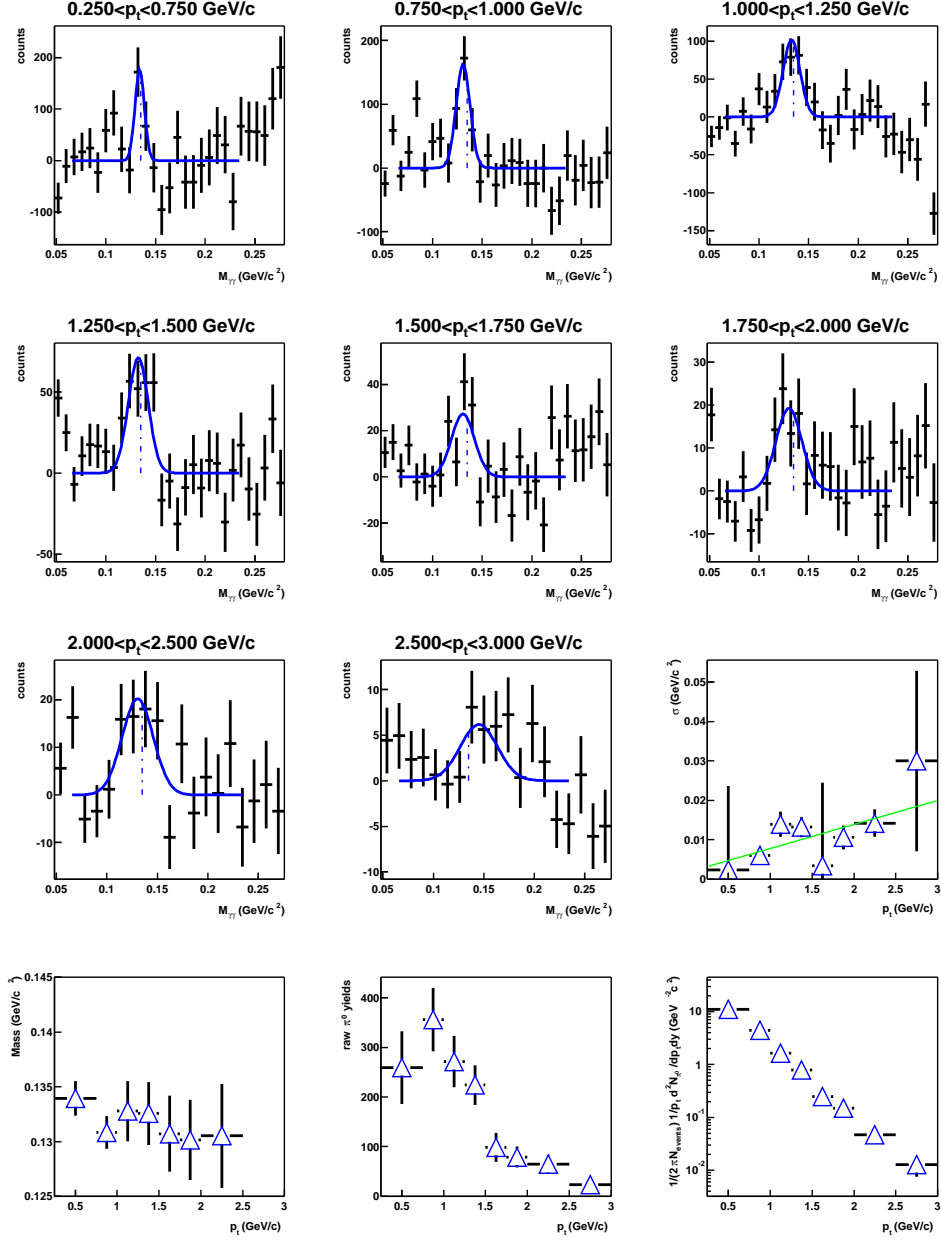 0.250<p_t<0.750 GeV/c
counts
200
100
0
-100
0.05 0.1 0.15 0.2 0.25
M_γγ (GeV/c^2)
0.750<p_t<1.000 GeV/c
counts
200
100
0
-100
0.05 0.1 0.15 0.2 0.25
M_γγ (GeV/c^2)
1.000<p_t<1.250 GeV/c
counts
100
50
0
-50
-100
-150
0.05 0.1 0.15 0.2 0.25
M_γγ (GeV/c^2)
1.250<p_t<1.500 GeV/c
counts
50
0
-50
0.05 0.1 0.15 0.2 0.25
M_γγ (GeV/c^2)
1.500<p_t<1.750 GeV/c
counts
40
20
0
-20
0.05 0.1 0.15 0.2 0.25
M_γγ (GeV/c^2)
1.750<p_t<2.000 GeV/c
counts
30
20
10
0
-10
0.05 0.1 0.15 0.2 0.25
M_γγ (GeV/c^2)
2.000<p_t<2.500 GeV/c
counts
20
10
0
-10
0.05 0.1 0.15 0.2 0.25
M_γγ (GeV/c^2)
2.500<p_t<3.000 GeV/c
counts
10
5
0
-5
-10
0.05 0.1 0.15 0.2 0.25
M_γγ (GeV/c^2)
σ (GeV/c^2)
0.05
0.04
0.03
0.02
0.01
0
0.5 1 1.5 2 2.5 3
p_t (GeV/c)
Mass (GeV/c^2)
0.145
0.14
0.135
0.13
0.125
0.5 1 1.5 2 2.5 3
p_t (GeV/c)
raw π^0 yields
400
300
200
100
0
0.5 1 1.5 2 2.5 3
p_t (GeV/c)
1/(2πN_events)^-1/p_t d^2N_π^0/dp_tdy (GeV^-2c^2)
10
1
10^-1
10^-2
0.5 1 1.5 2 2.5 3
p_t (GeV/c)